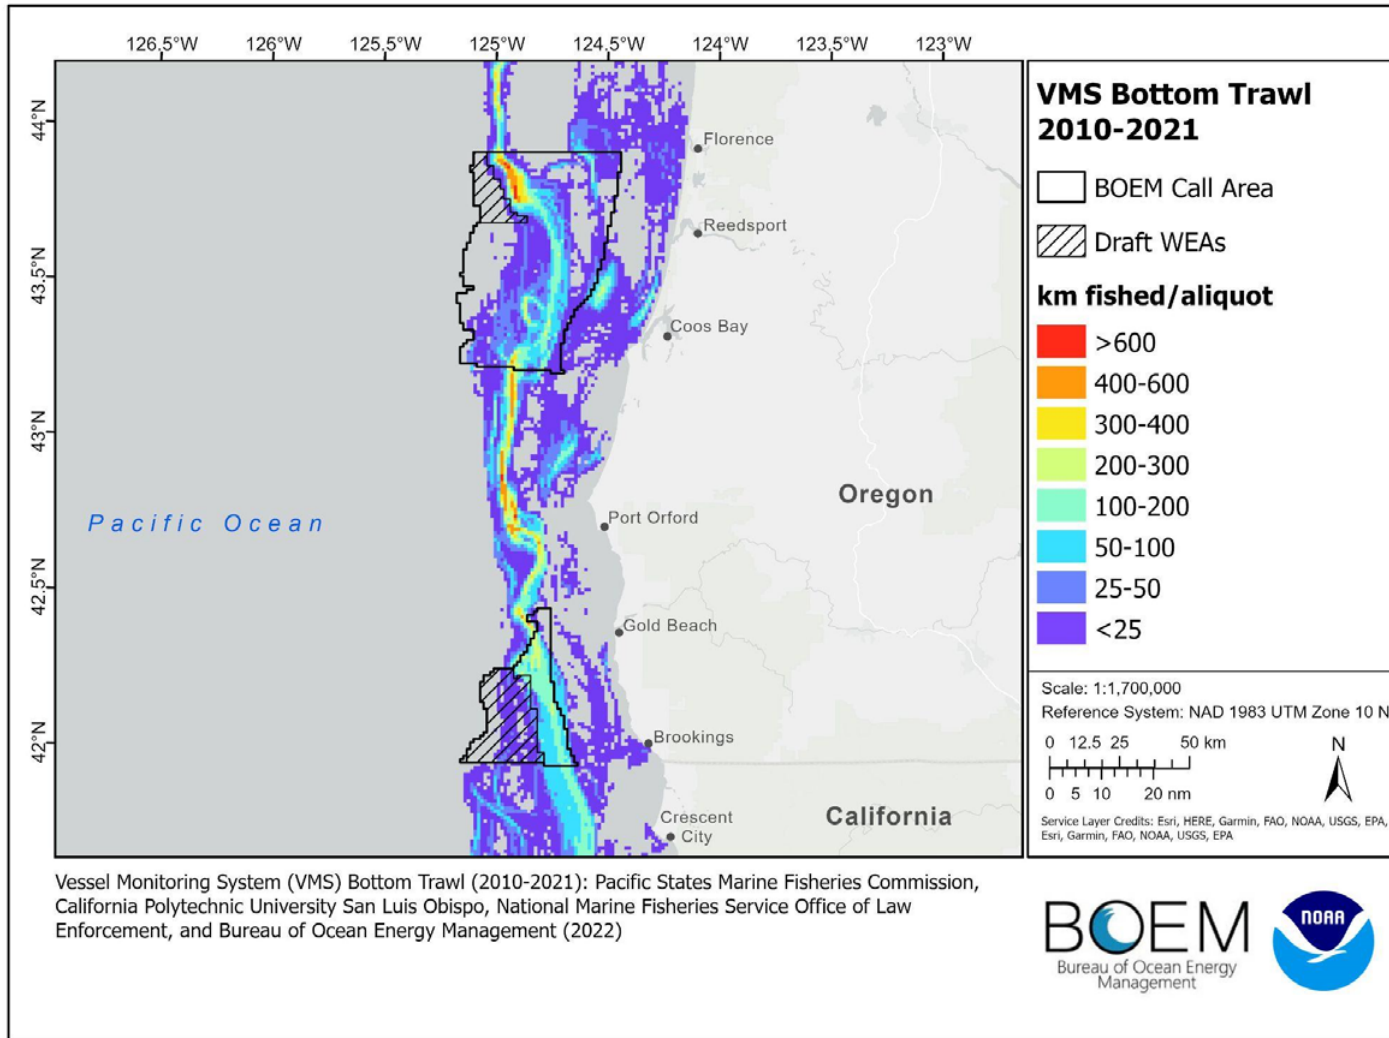 126.5°W 126°W 125.5°W 125°W 124.5°W 124°W 123.5°W 123°W
44°N
43.5°N
43°N
42.5°N
42°N
Florence
Reedsport
Coos Bay
Oregon
Pacific Ocean
Port Orford
Gold Beach
Brookings
Crescent
City
California
VMS Bottom Trawl
2010-2021
BOEM Call Area
Draft WEAs
km fished/aliquot
>600
400-600
300-400
200-300
100-200
50-100
25-50
<25
Scale: 1:1,700,000
Reference System: NAD 1983 UTM Zone 10 N
0 12.5 25 50 km
0 5 10 20 nm
N
Service Layer Credits: Esri, HERE, Garmin, FAO, NOAA, USGS, EPA,
Esri, Garmin, FAO, NOAA, USGS, EPA
Vessel Monitoring System (VMS) Bottom Trawl (2010-2021): Pacific States Marine Fisheries Commission,
California Polytechnic University San Luis Obispo, National Marine Fisheries Service Office of Law
Enforcement, and Bureau of Ocean Energy Management (2022)
BOEM
Bureau of Ocean Energy
Management
NOAA